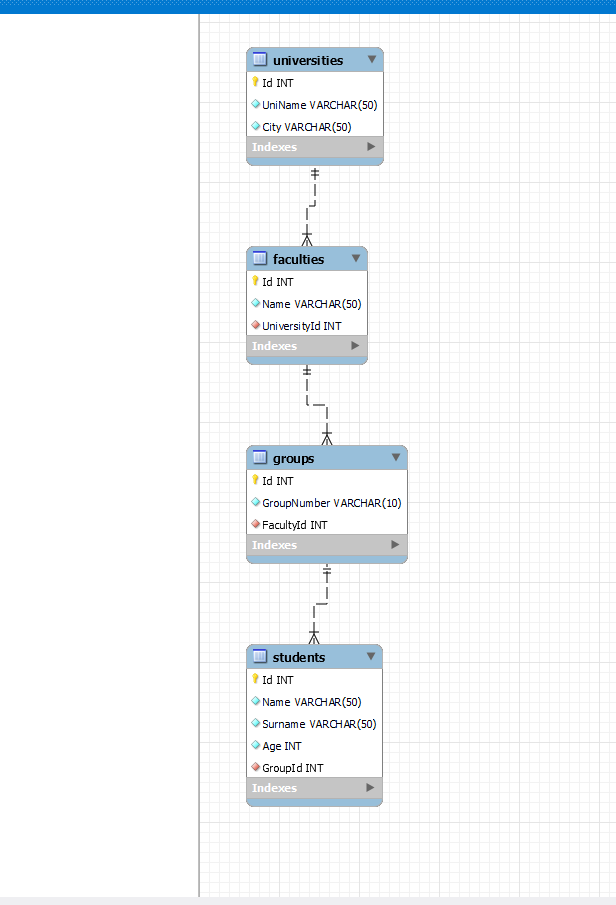 universities
Id INT
UniName VARCHAR(50)
City VARCHAR(50)
Indexes
faculties
Id INT
Name VARCHAR(50)
UniversityId INT
Indexes
groups
Id INT
GroupNumber VARCHAR(10)
FacultyId INT
Indexes
students
Id INT
Name VARCHAR(50)
Surname VARCHAR(50)
Age INT
GroupId INT
Indexes